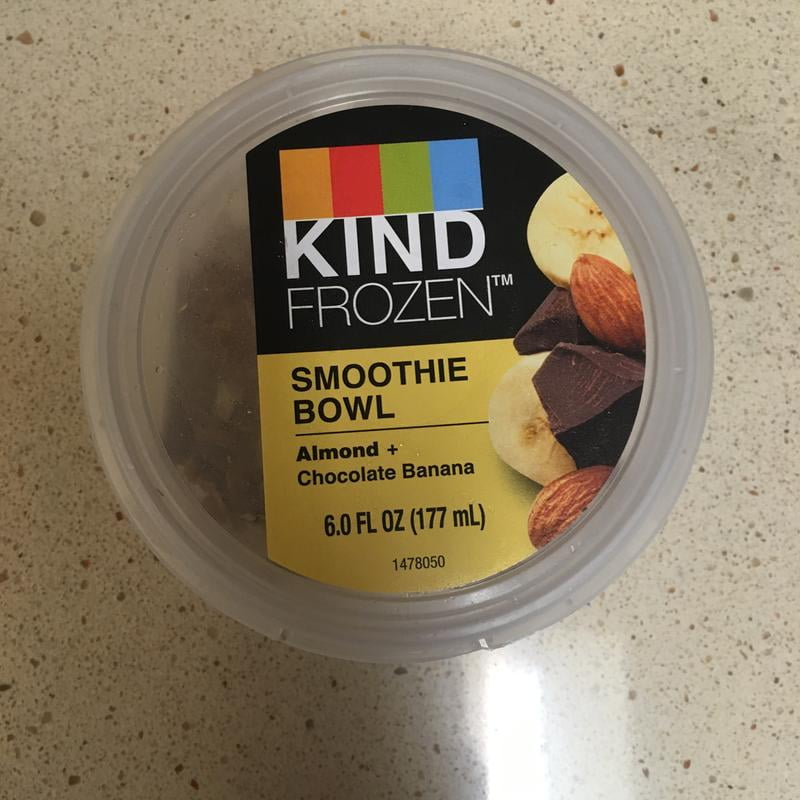 KIND
FROZEN™
SMOOTHIE
BOWL
Almond +
Chocolate Banana
6.0 FL OZ (177 mL)
1478050